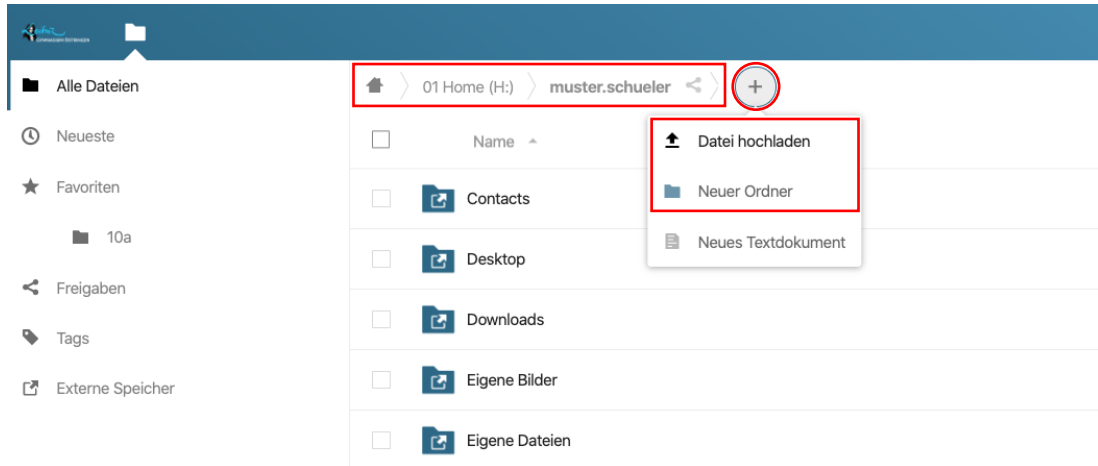 Alle Dateien
Neueste
Favoriten
10a
Freigaben
Tags
Externe Speicher
01 Home (H:) muster.schueler +
Name
Datei hochladen
Neuer Ordner
Neues Textdokument
Contacts
Desktop
Downloads
Eigene Bilder
Eigene Dateien